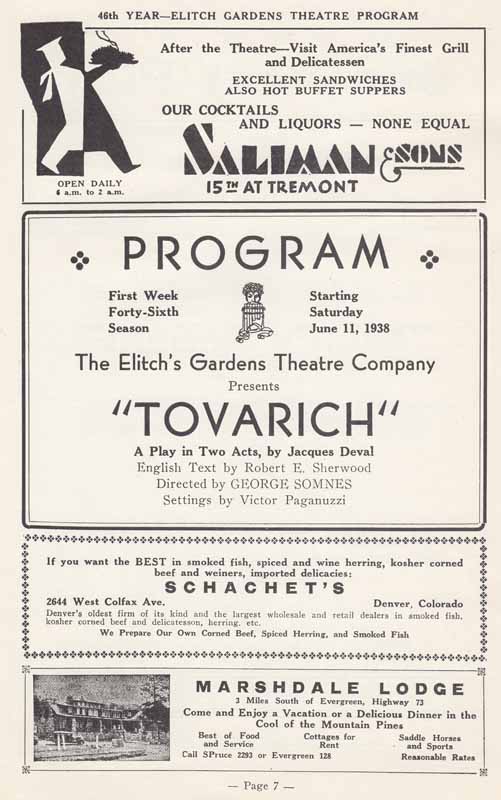 46th YEAR—ELITCH GARDENS THEATRE PROGRAM
After the Theatre—Visit America's Finest Grill
and Delicatessen
EXCELLENT SANDWICHES
ALSO HOT BUFFET SUPPERS
OUR COCKTAILS
AND LIQUORS — NONE EQUAL
SALIMAN & SONS
15TH AT TREMONT
OPEN DAILY
6 a.m. to 2 a.m.
PROGRAM
First Week
Forty-Sixth
Season
Starting
Saturday
June 11, 1938
The Elitch's Gardens Theatre Company
Presents
"TOVARICH"
A Play in Two Acts, by Jacques Deval
English Text by Robert E. Sherwood
Directed by GEORGE SOMNES
Settings by Victor Paganuzzi
If you want the BEST in smoked fish, spiced and wine herring, kosher corned
beef and weiners, imported delicacies:
SCHACHET'S
2644 West Colfax Ave. Denver, Colorado
Denver's oldest firm of its kind and the largest wholesale and retail dealers in smoked fish,
kosher corned beef and delicatesson, herring. etc.
We Prepare Our Own Corned Beef, Spiced Herring, and Smoked Fish
MARSHDALE LODGE
3 Miles South of Evergreen, Highway 73
Come and Enjoy a Vacation or a Delicious Dinner in the
Cool of the Mountain Pines
Best of Food
and Service
Cottages for
Rent
Saddle Horses
and Sports
Call SPruce 2293 or Evergreen 128 Reasonable Rates
— Page 7 —